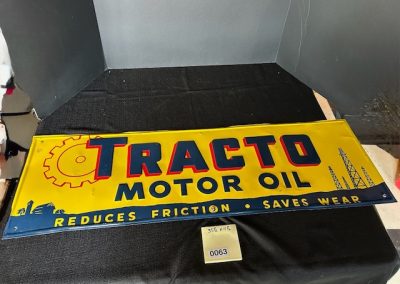 TRACTO
MOTOR OIL
REDUCES FRICTION • SAVES WEAR
0063